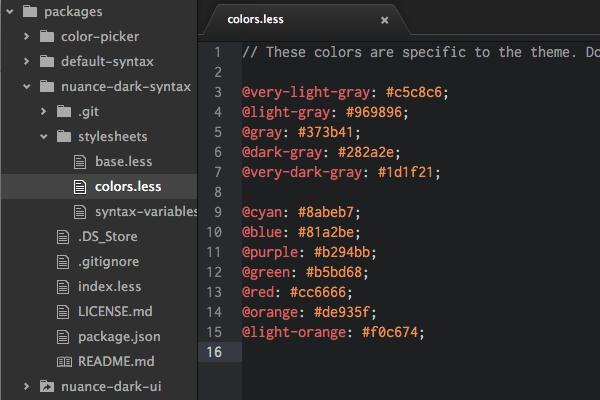 packages
color-picker
default-syntax
nuance-dark-syntax
.git
stylesheets
base.less
colors.less
syntax-variables
.DS_Store
.gitignore
index.less
LICENSE.md
package.json
README.md
nuance-dark-ui
colors.less ×
1 // These colors are specific to the theme. Do
2
3 @very-light-gray: #c5c8c6;
4 @light-gray: #969896;
5 @gray: #373b41;
6 @dark-gray: #282a2e;
7 @very-dark-gray: #1d1f21;
8
9 @cyan: #8abeb7;
10 @blue: #81a2be;
11 @purple: #b294bb;
12 @green: #b5bd68;
13 @red: #cc6666;
14 @orange: #de935f;
15 @light-orange: #f0c674;
16